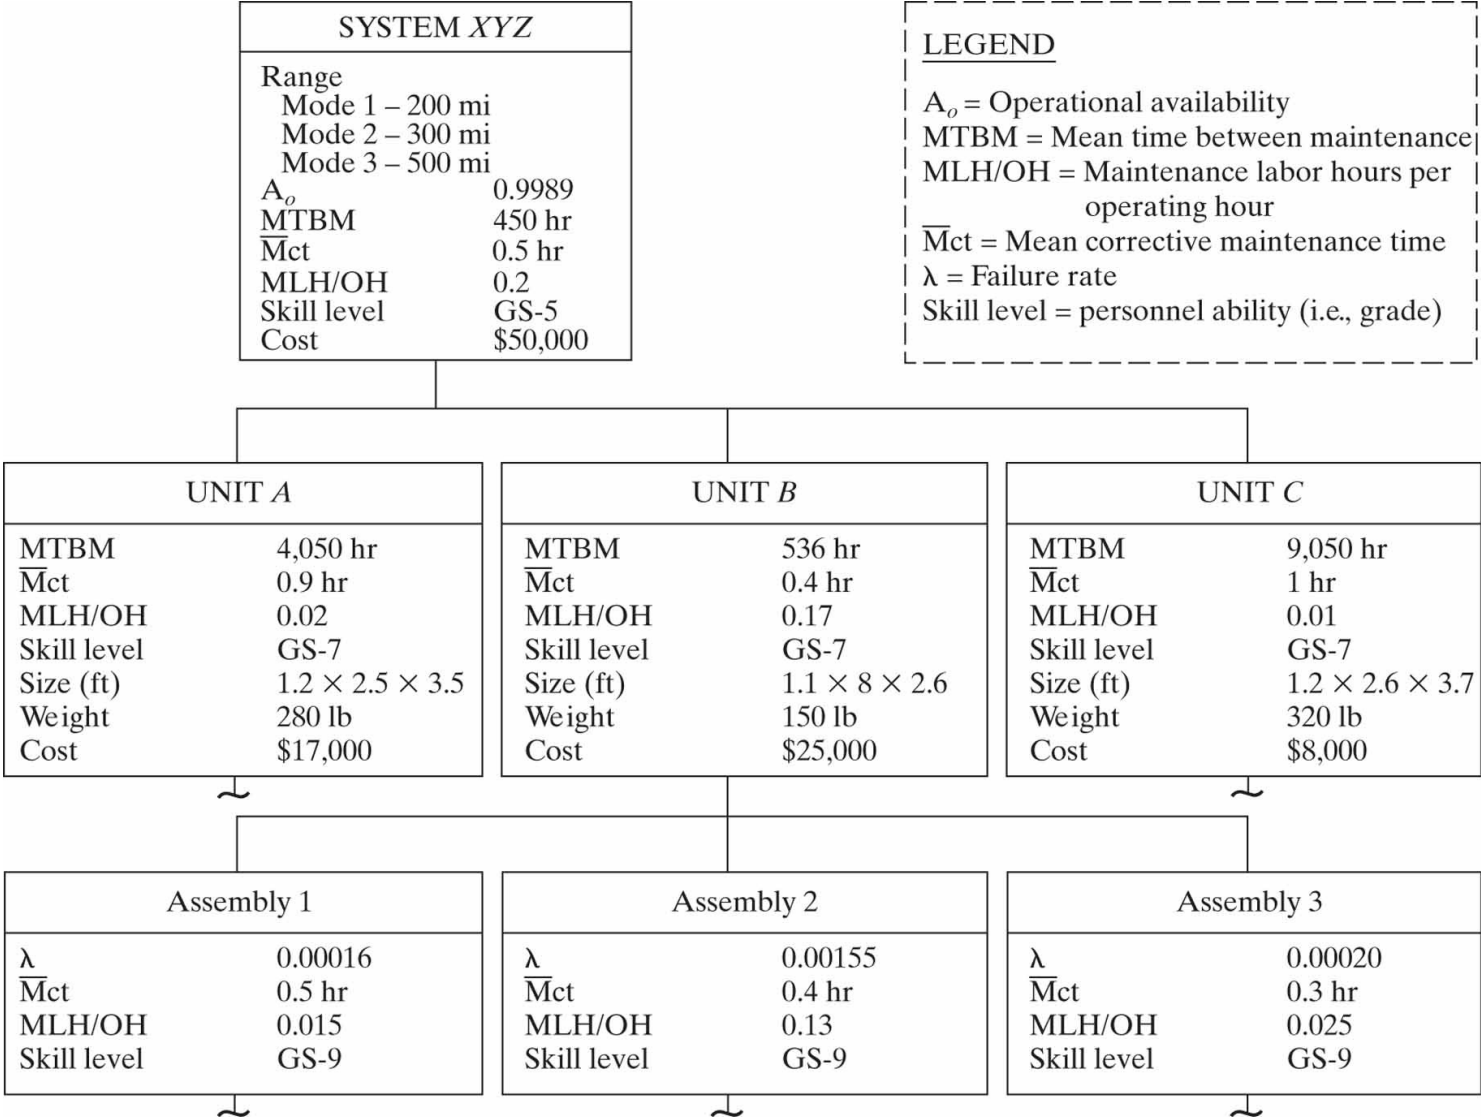 SYSTEM XYZ
Range
Mode 1 – 200 mi
Mode 2 – 300 mi
Mode 3 – 500 mi
Aₒ 0.9989
MTBM 450 hr
M̅ct 0.5 hr
MLH/OH 0.2
Skill level GS-5
Cost $50,000
LEGEND
Aₒ = Operational availability
MTBM = Mean time between maintenance
MLH/OH = Maintenance labor hours per
operating hour
M̅ct = Mean corrective maintenance time
λ = Failure rate
Skill level = personnel ability (i.e., grade)
UNIT A
MTBM 4,050 hr
M̅ct 0.9 hr
MLH/OH 0.02
Skill level GS-7
Size (ft) 1.2 × 2.5 × 3.5
Weight 280 lb
Cost $17,000
UNIT B
MTBM 536 hr
M̅ct 0.4 hr
MLH/OH 0.17
Skill level GS-7
Size (ft) 1.1 × 8 × 2.6
Weight 150 lb
Cost $25,000
UNIT C
MTBM 9,050 hr
M̅ct 1 hr
MLH/OH 0.01
Skill level GS-7
Size (ft) 1.2 × 2.6 × 3.7
Weight 320 lb
Cost $8,000
Assembly 1
λ 0.00016
M̅ct 0.5 hr
MLH/OH 0.015
Skill level GS-9
Assembly 2
λ 0.00155
M̅ct 0.4 hr
MLH/OH 0.13
Skill level GS-9
Assembly 3
λ 0.00020
M̅ct 0.3 hr
MLH/OH 0.025
Skill level GS-9